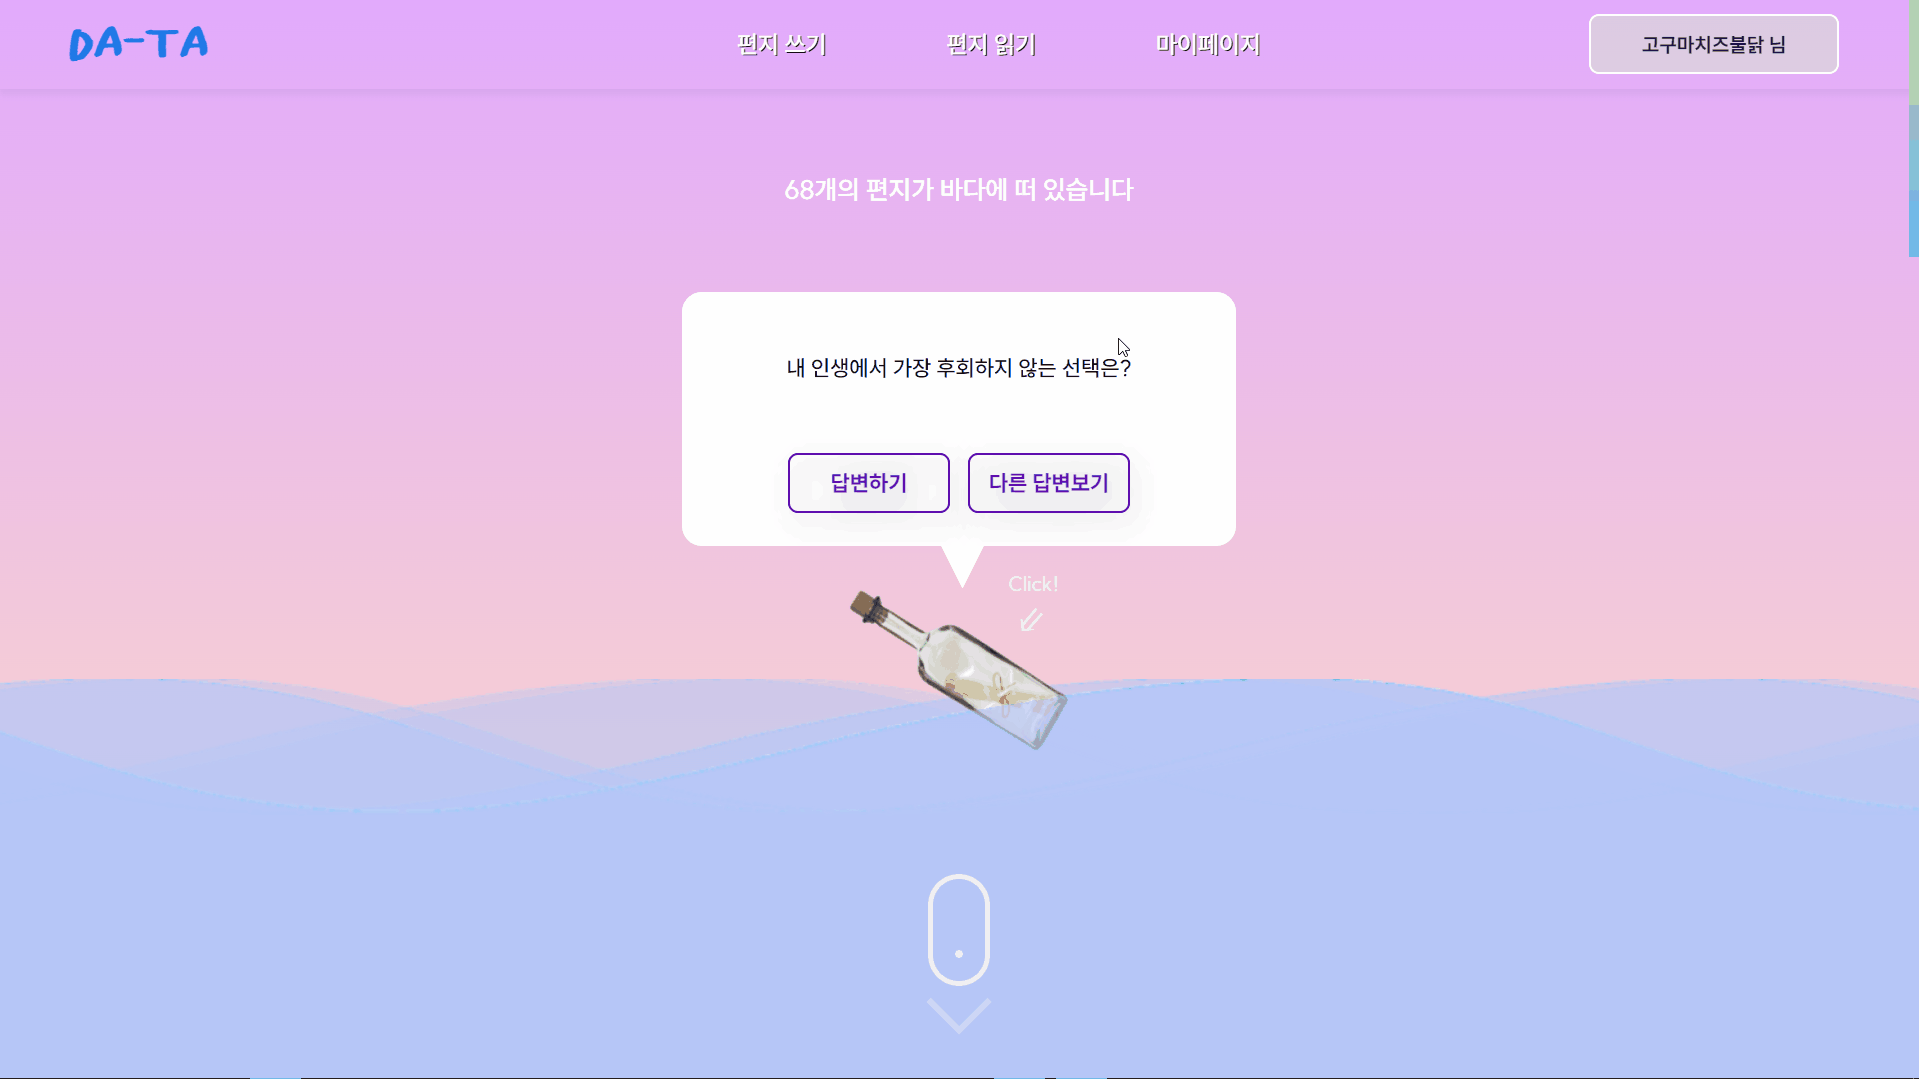 DA-TA
편지 쓰기
편지 읽기
마이페이지
고구마치즈불닭 님
68개의 편지가 바다에 떠 있습니다
내 인생에서 가장 후회하지 않는 선택은?
답변하기
다른 답변보기
Click!